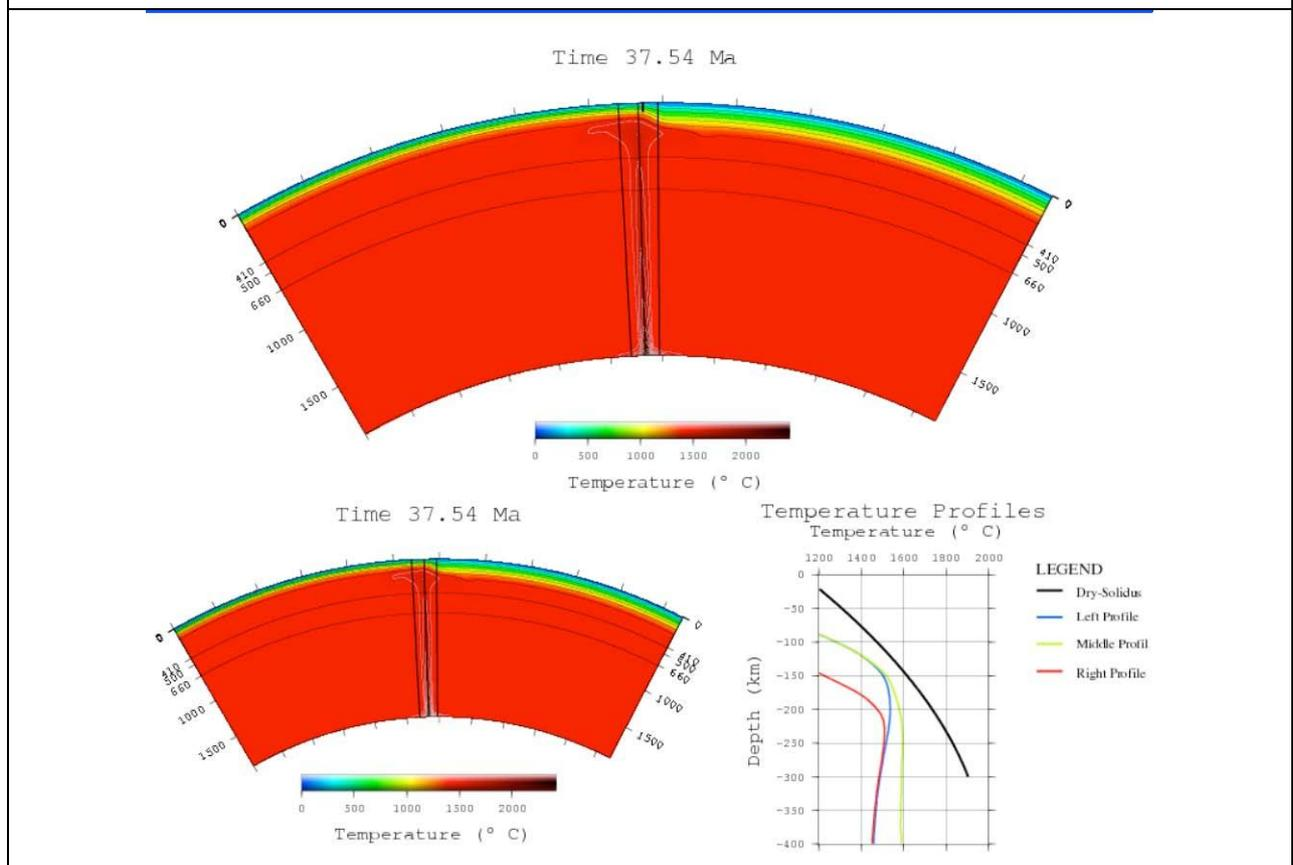 Time 37.54 Ma
0
410
500
660
1000
1500
0
410
500
660
1000
1500
0 500 1000 1500 2000
Temperature (° C)
Time 37.54 Ma
0
410
500
660
1000
1500
0
410
500
660
1000
1500
0 500 1000 1500 2000
Temperature (° C)
Temperature Profiles
Temperature (° C)
1200 1400 1600 1800 2000
Depth (km)
0
-50
-100
-150
-200
-250
-300
-350
-400
LEGEND
Dry-Solidus
Left Profile
Middle Profil
Right Profile